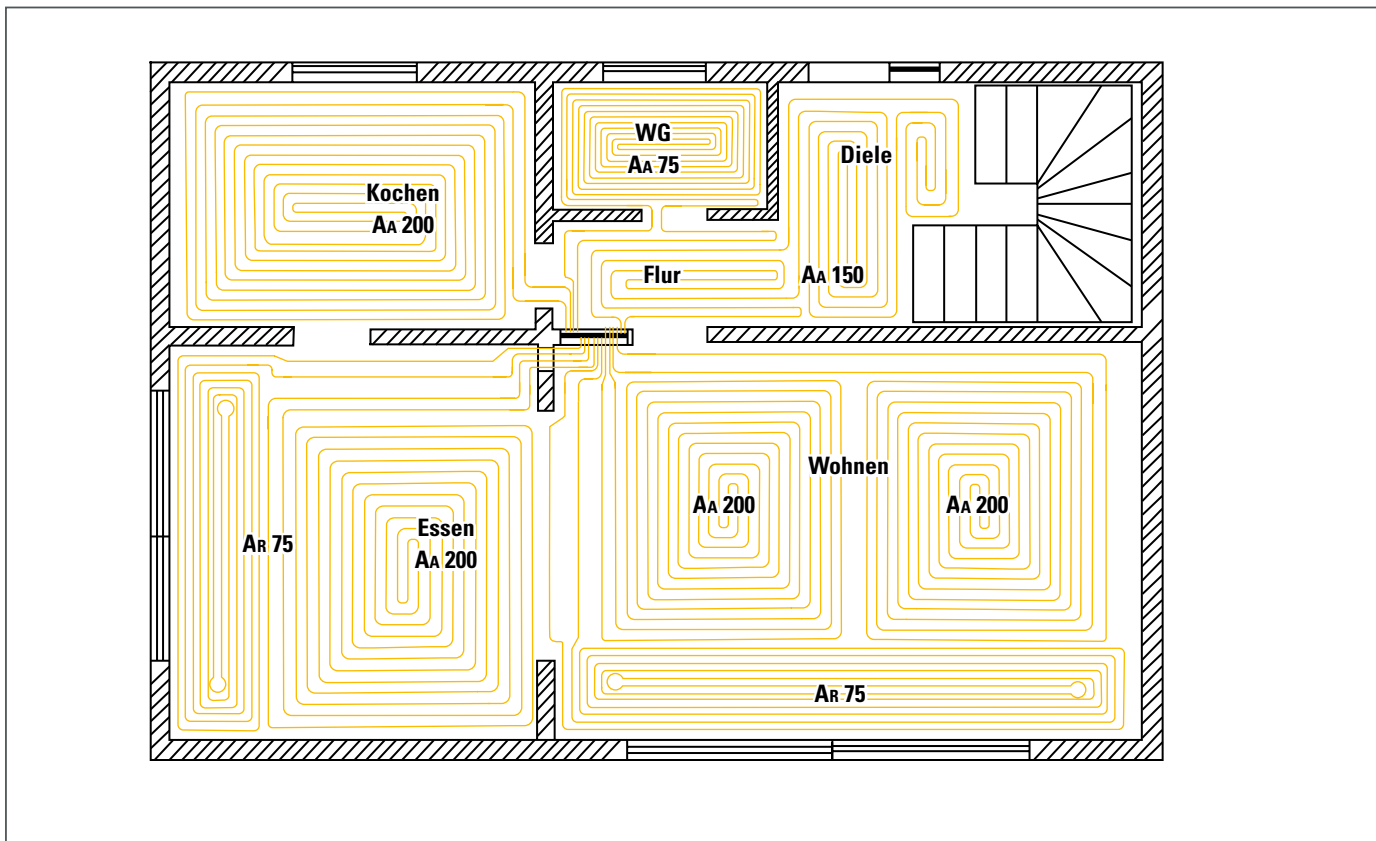 WG
AA 75
Diele
Kochen
AA 200
Flur
AA 150
Wohnen
AA 200
AA 200
Essen
AA 200
AR 75
AR 75